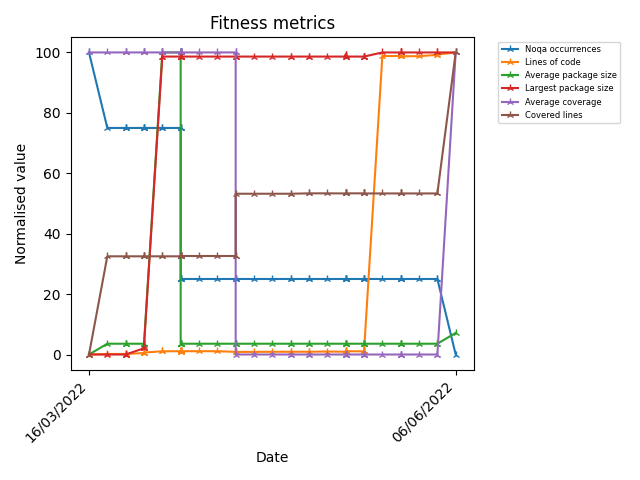 Fitness metrics
Noqa occurrences
Lines of code
Average package size
Largest package size
Average coverage
Covered lines
Normalised value
100
80
60
40
20
0
16/03/2022
06/06/2022
Date